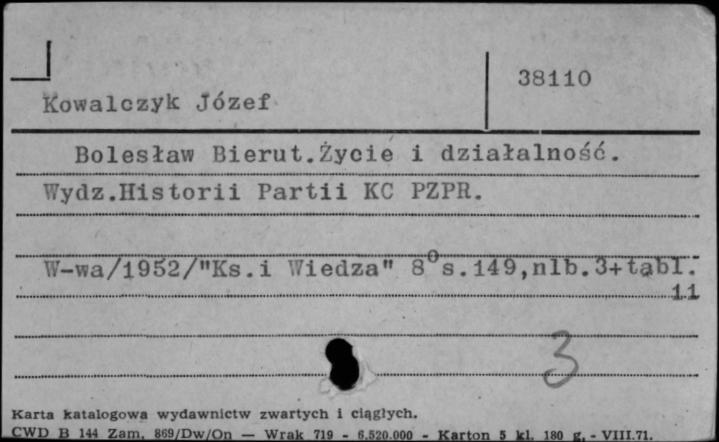 38110
Kowalczyk Józef
Bolesław Bierut.Życie i działalność.
Wydz.Historii Partii KC PZPR.
W-wa/1952/"Ks.i Wiedza" 8°s.149,nlb.3+tabl.
11
3
Karta katalogowa wydawnictw zwartych i ciągłych.
CWD B 144 Zam. 869/Dw/On — Wrak 719 - 6.520.000 - Karton 5 kl. 180 g. - VIII.71.